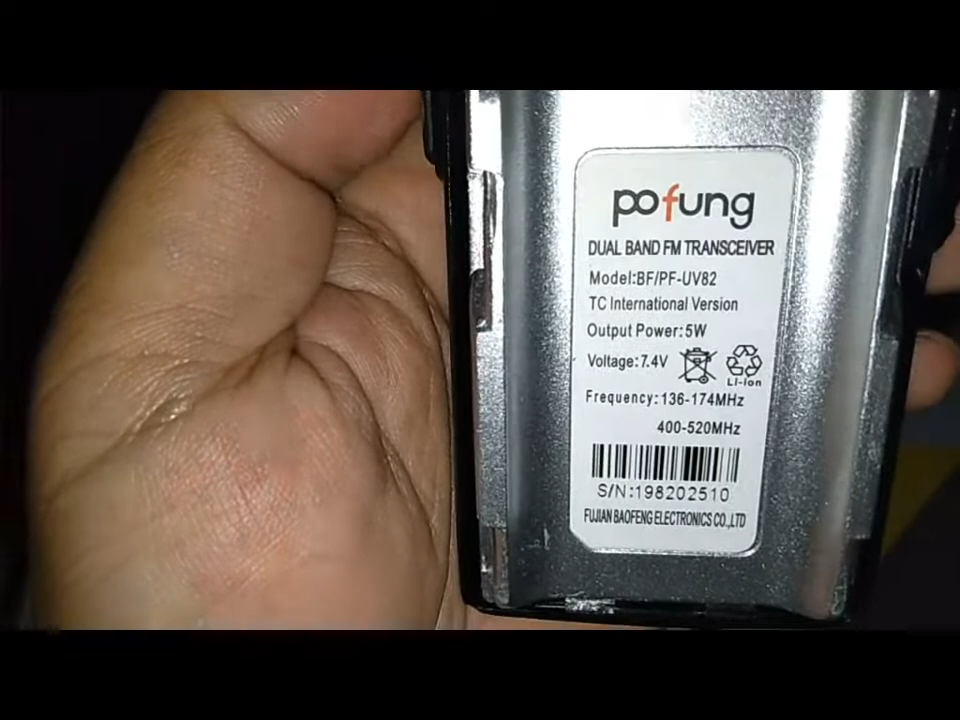 pofung
DUAL BAND FM TRANSCEIVER
Model:BF/PF-UV82
TC International Version
Output Power:5W
Voltage:7.4V
Li-ion
Frequency:136-174MHz
400-520MHz
S/N:198202510
FUJIAN BAOFENG ELECTRONICS CO.,LTD